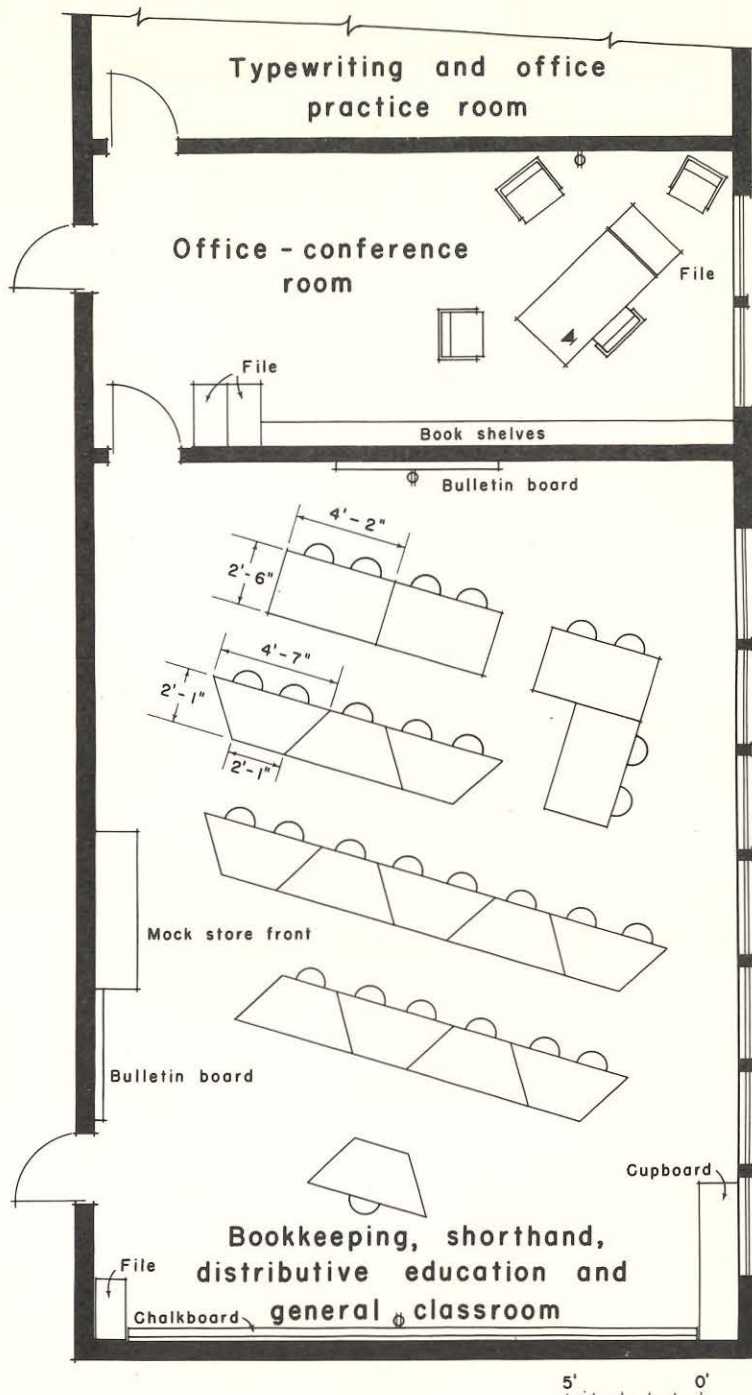 Typewriting and office
practice room
Office - conference
room
File
File
Book shelves
Bulletin board
4'-2"
2'-6"
4'-7"
2'-1"
2'-1"
Mock store front
Bulletin board
Cupboard
Bookkeeping, shorthand,
distributive education and
general classroom
File
Chalkboard
5' 0'